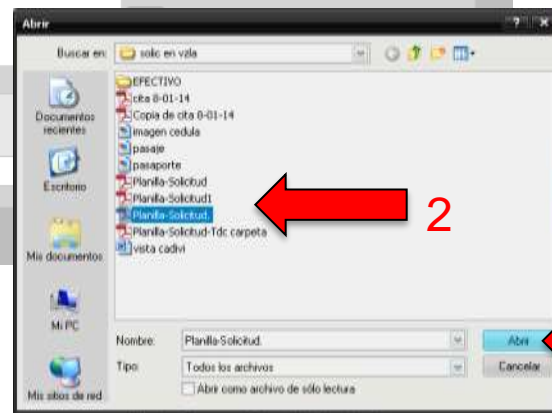 Abrir
Buscar en:
solic en vzla
Documentos recientes
Escritorio
Mis documentos
Mi PC
Mis sitios de red
EFECTIVO
cita 8-01-14
Copia de cita 8-01-14
imagen cedula
pasaje
pasaporte
Planilla-Solicitud
Planilla-Solicitud1
Planilla-Solicitud.
Planilla-Solicitud-Tdc carpeta
vista cadivi
2
Nombre:
Planilla-Solicitud.
Abrir
Tipo:
Todos los archivos
Cancelar
Abrir como archivo de sólo lectura